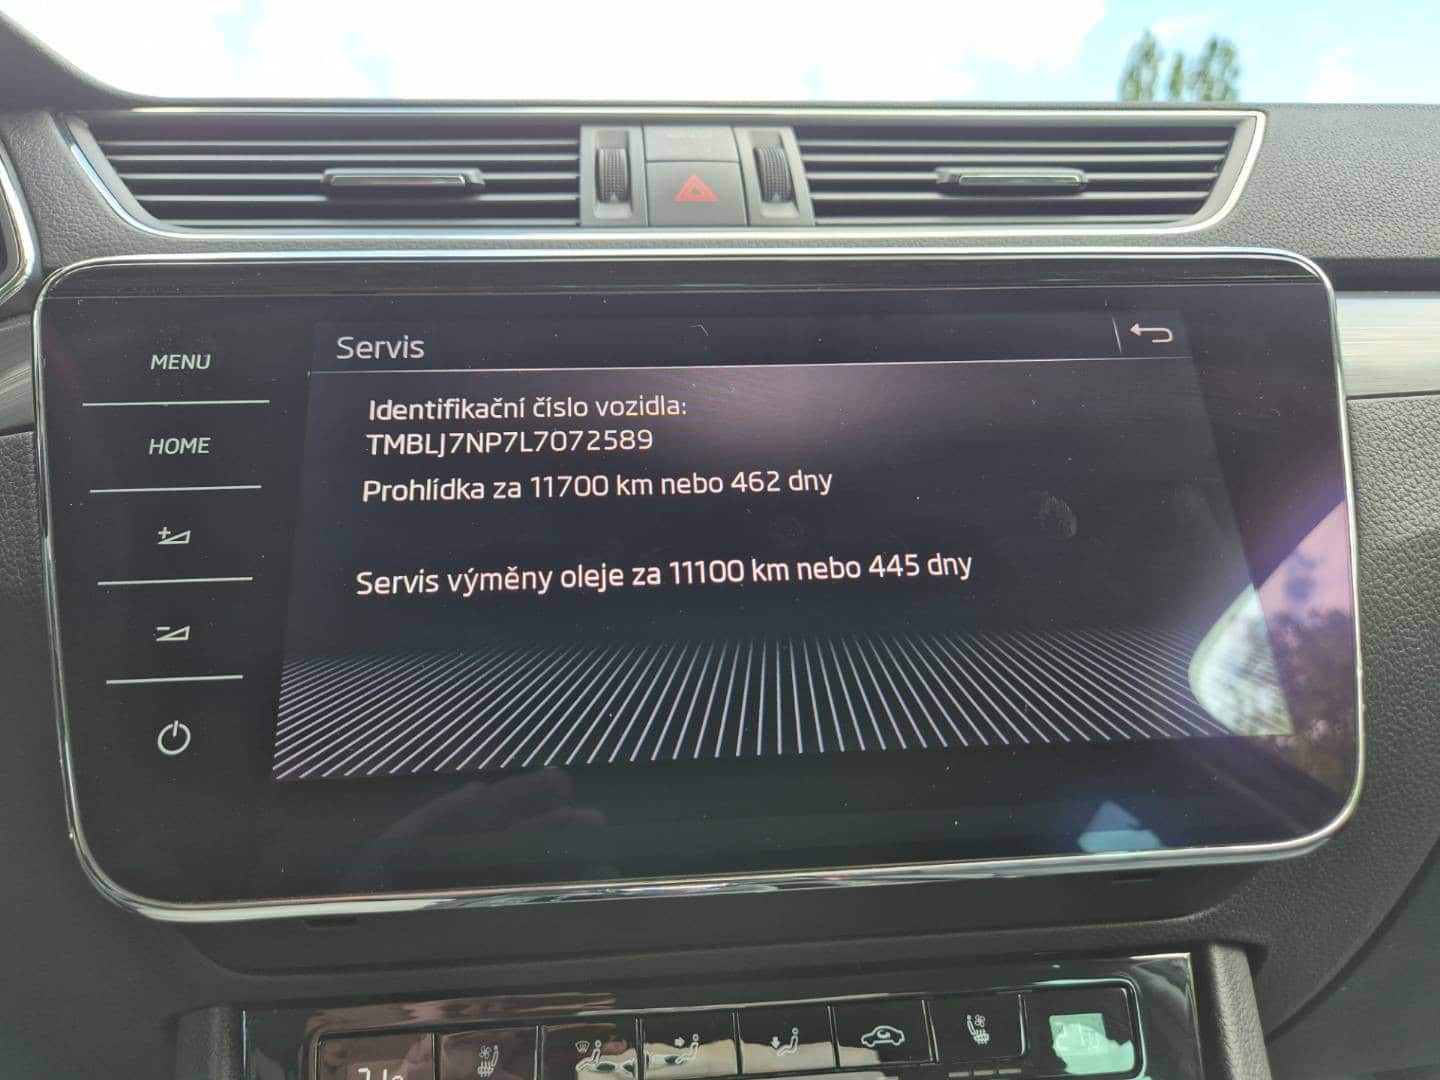 Servis
MENU
Identifikační číslo vozidla:
TMBLJ7NP7L7072589
HOME
Prohlídka za 11700 km nebo 462 dny
Servis výměny oleje za 11100 km nebo 445 dny